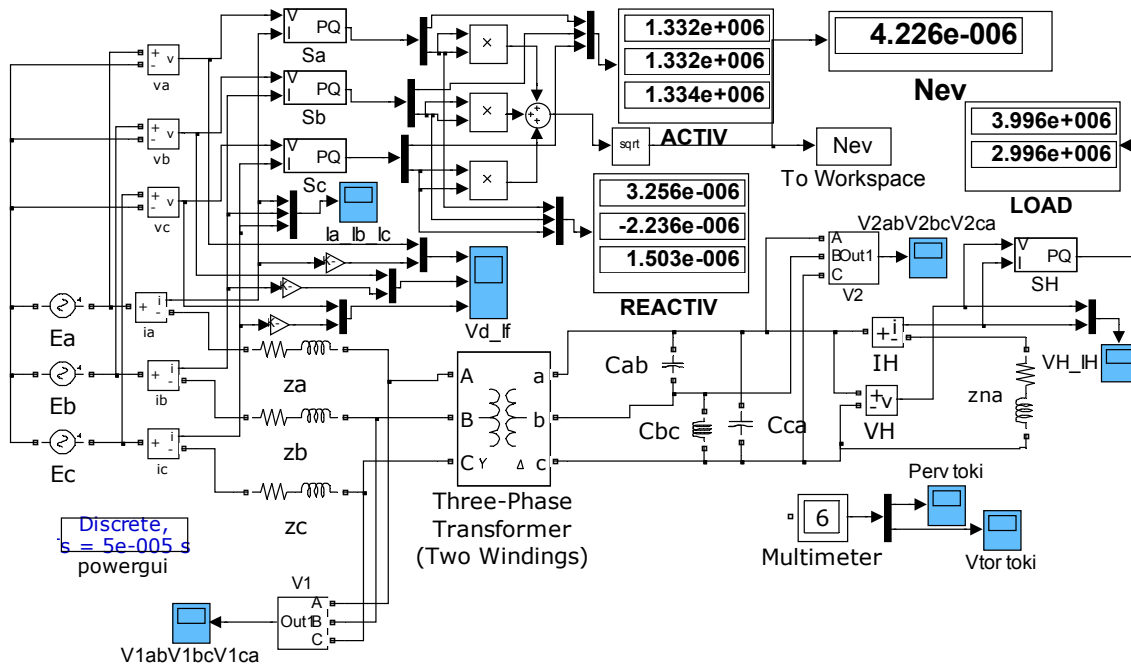 V
I
PQ
Sa
1.332e+006
1.332e+006
1.334e+006
ACTIV
4.226e-006
Nev
+
-
v
va
V
I
PQ
Sb
×
×
×
sqrt
Nev
To Workspace
3.996e+006
2.996e+006
LOAD
+
-
v
vb
V
I
PQ
Sc
3.256e-006
-2.236e-006
1.503e-006
REACTIV
+
-
v
vc
Ia_Ib_Ic
K-
K-
K-
Vd_If
V2abV2bcV2ca
A
B
C
Out1
V2
V
I
PQ
SH
Ea
+
-
i
ia
za
Eb
+
-
i
ib
zb
Ec
+
-
i
ic
zc
A
B
C
Y
Δ
a
b
c
Three-Phase
Transformer
(Two Windings)
Cab
Cbc
Cca
+
-
i
IH
+
-
v
VH
VH_IH
zna
Discrete,
s = 5e-005 s
powergui
6
Multimeter
Perv toki
Vtor toki
V1
A
B
C
Out1
V1abV1bcV1ca